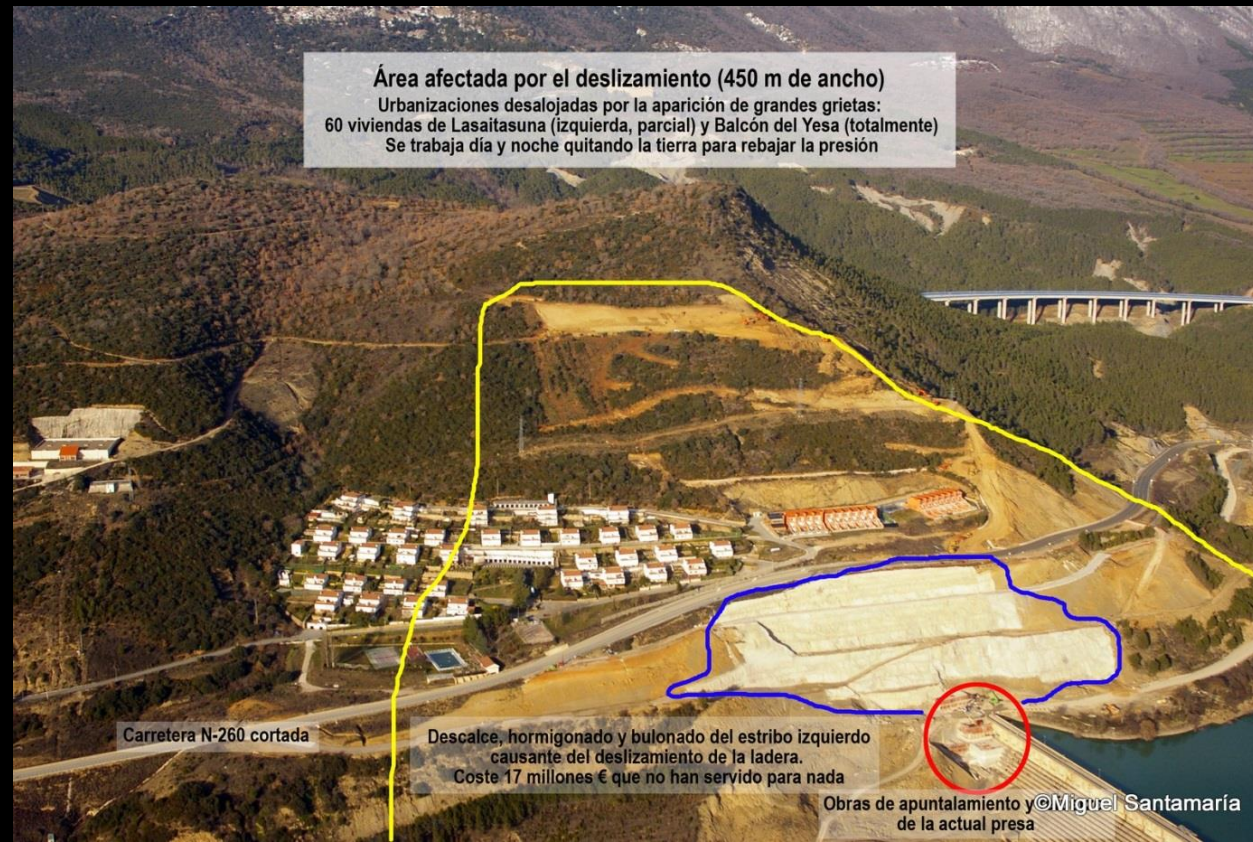 Área afectada por el deslizamiento (450 m de ancho)
Urbanizaciones desalojadas por la aparición de grandes grietas:
60 viviendas de Lasaitasuna (izquierda, parcial) y Balcón del Yesa (totalmente)
Se trabaja día y noche quitando la tierra para rebajar la presión
Carretera N-260 cortada
Descalce, hormigonado y bulonado del estribo izquierdo
causante del deslizamiento de la ladera.
Coste 17 millones € que no han servido para nada
Obras de apuntalamiento y
©Miguel Santamaría
de la actual presa